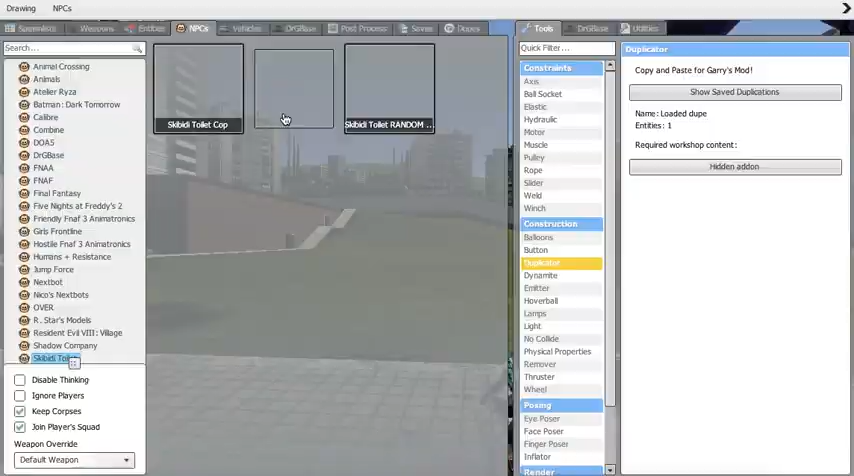 Drawing NPCs
Spawnlists Weapons Entities NPCs Vehicles DrGBase Post Process Saves Dupes
Search...
Animal Crossing
Animals
Atelier Ryza
Batman: Dark Tomorrow
Calibre
Combine
DOA5
DrGBase
FNAA
FNAF
Final Fantasy
Five Nights at Freddy's 2
Friendly Fnaf 3 Animatronics
Girls Frontline
Hostile Fnaf 3 Animatronics
Humans + Resistance
Jump Force
Nextbot
Nico's Nextbots
OVER
R. Star's Models
Resident Evil VIII: Village
Shadow Company
Skibidi Toilet
Disable Thinking
Ignore Players
Keep Corpses
Join Player's Squad
Weapon Override
Default Weapon
Skibidi Toilet Cop
Skibidi Toilet RANDOM ...
Tools DrGBase Utilities
Quick Filter...
Constraints
Axis
Ball Socket
Elastic
Hydraulic
Motor
Muscle
Pulley
Rope
Slider
Weld
Winch
Construction
Balloons
Button
Duplicator
Dynamite
Emitter
Hoverball
Lamps
Light
No Collide
Physical Properties
Remover
Thruster
Wheel
Posing
Eye Poser
Face Poser
Finger Poser
Inflator
Render
Duplicator
Copy and Paste for Garry's Mod!
Show Saved Duplications
Name: Loaded dupe
Entities: 1
Required workshop content:
Hidden addon